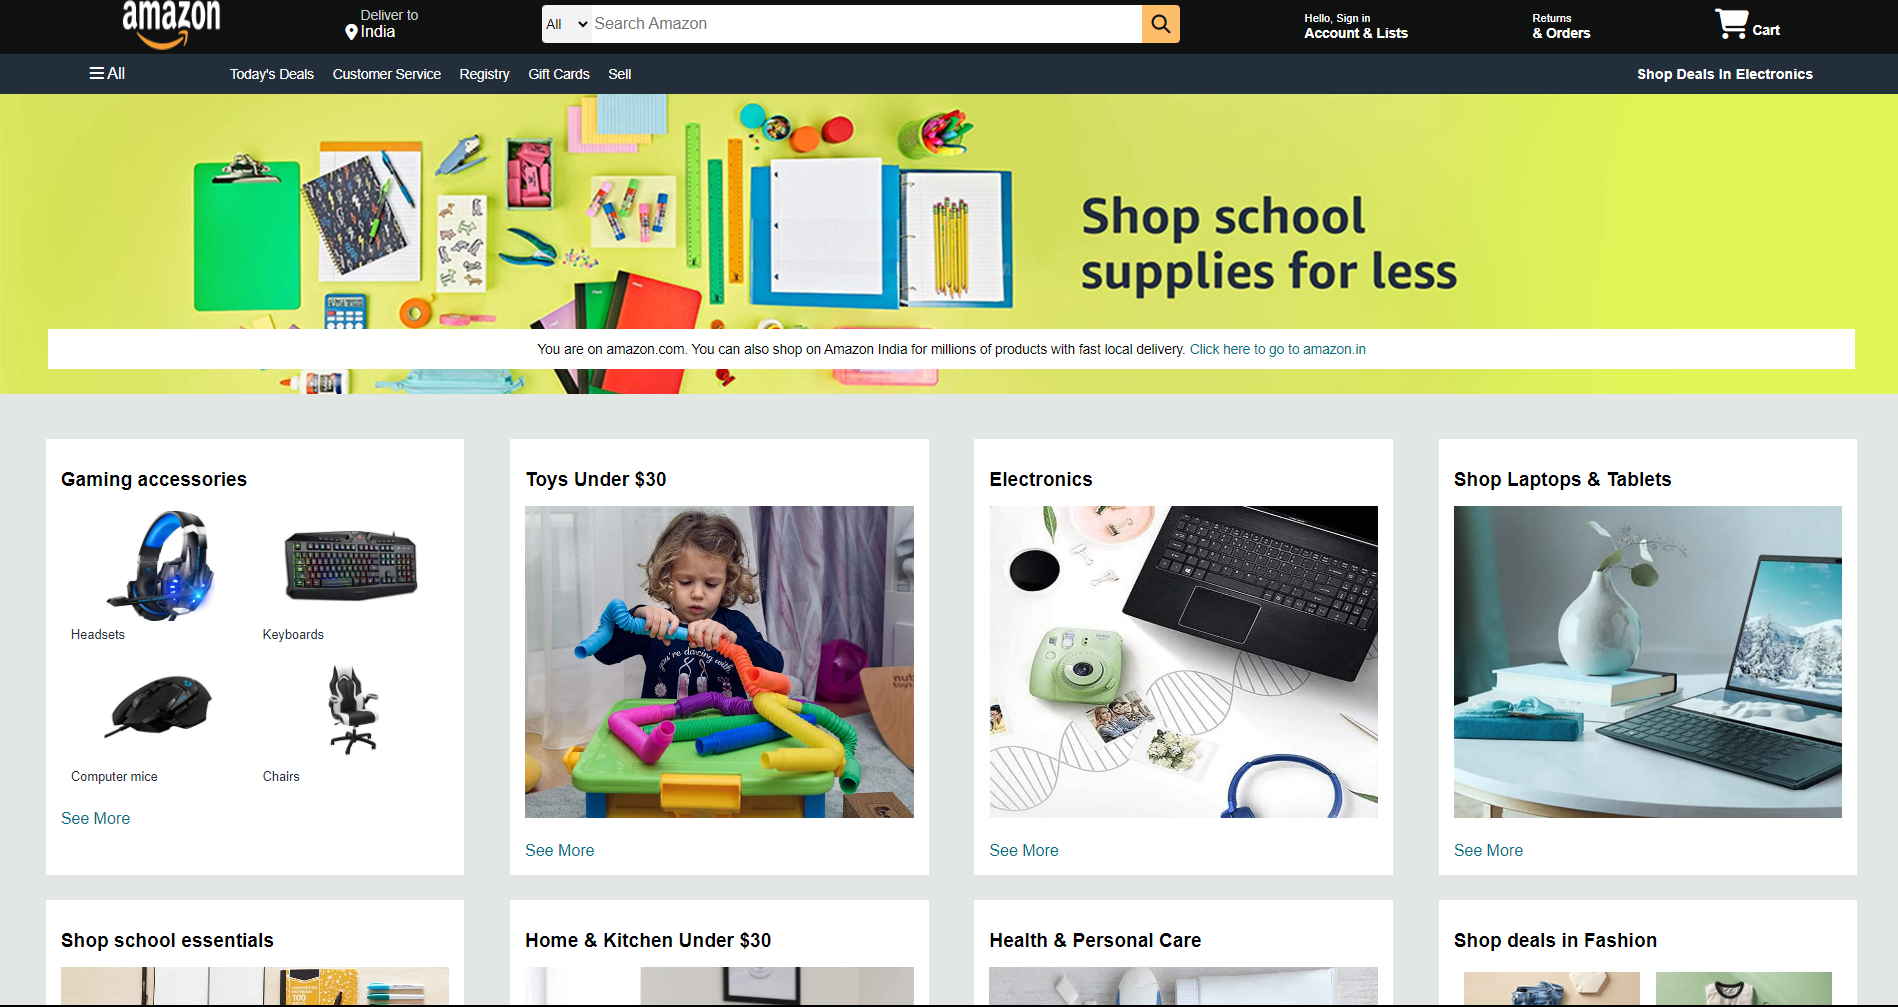 amazon
Deliver to
India
All
Search Amazon
Hello, Sign in
Account & Lists
Returns
& Orders
Cart
All
Today's Deals
Customer Service
Registry
Gift Cards
Sell
Shop Deals In Electronics
Shop school
supplies for less
You are on amazon.com. You can also shop on Amazon India for millions of products with fast local delivery. Click here to go to amazon.in
Gaming accessories
Headsets
Keyboards
Computer mice
Chairs
See More
Toys Under $30
you're dancing with
See More
Electronics
See More
Shop Laptops & Tablets
See More
Shop school essentials
100
Home & Kitchen Under $30
Health & Personal Care
Shop deals in Fashion